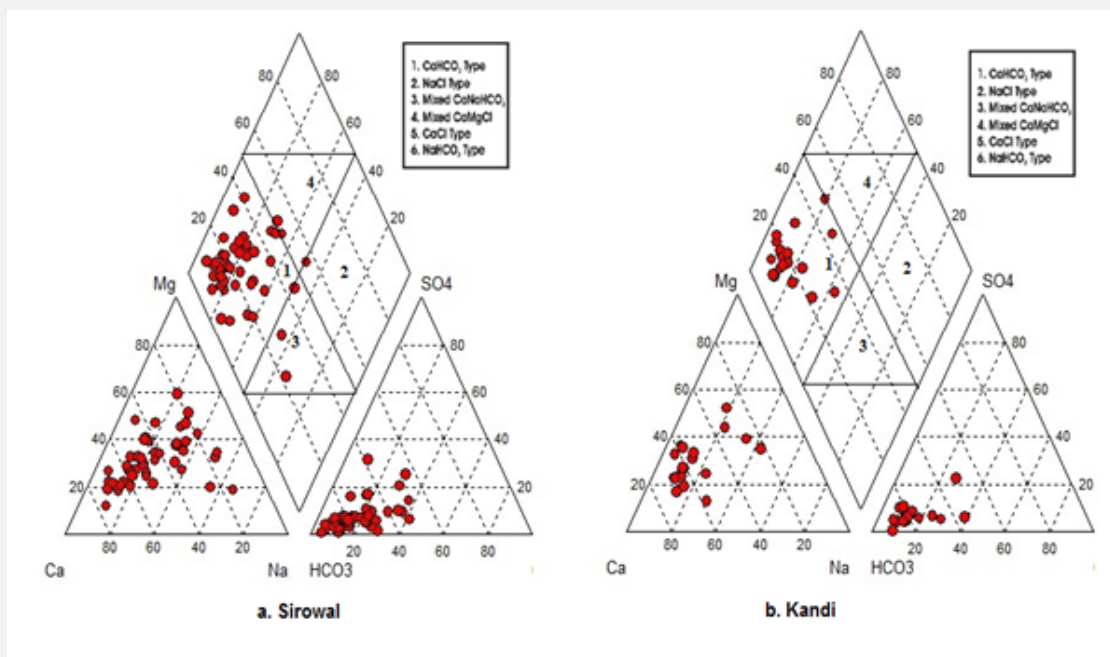 1. CaHCO3 Type
2. NaCl Type
3. Mixed CaNaHCO3
4. Mixed CaMgCl
5. CaCl Type
6. NaHCO3 Type
80 80
60 60
40 40
20 20
4
1 2
3
Mg SO4
80 80
60 60
40 40
20 20
80 60 40 20 20 40 60 80
Ca Na HCO3
a. Sirowal
1. CaHCO3 Type
2. NaCl Type
3. Mixed CaNaHCO3
4. Mixed CaMgCl
5. CaCl Type
6. NaHCO3 Type
80 80
60 60
40 40
20 20
4
1 2
3
Mg SO4
80 80
60 60
40 40
20 20
80 60 40 20 20 40 60 80
Ca Na HCO3
b. Kandi